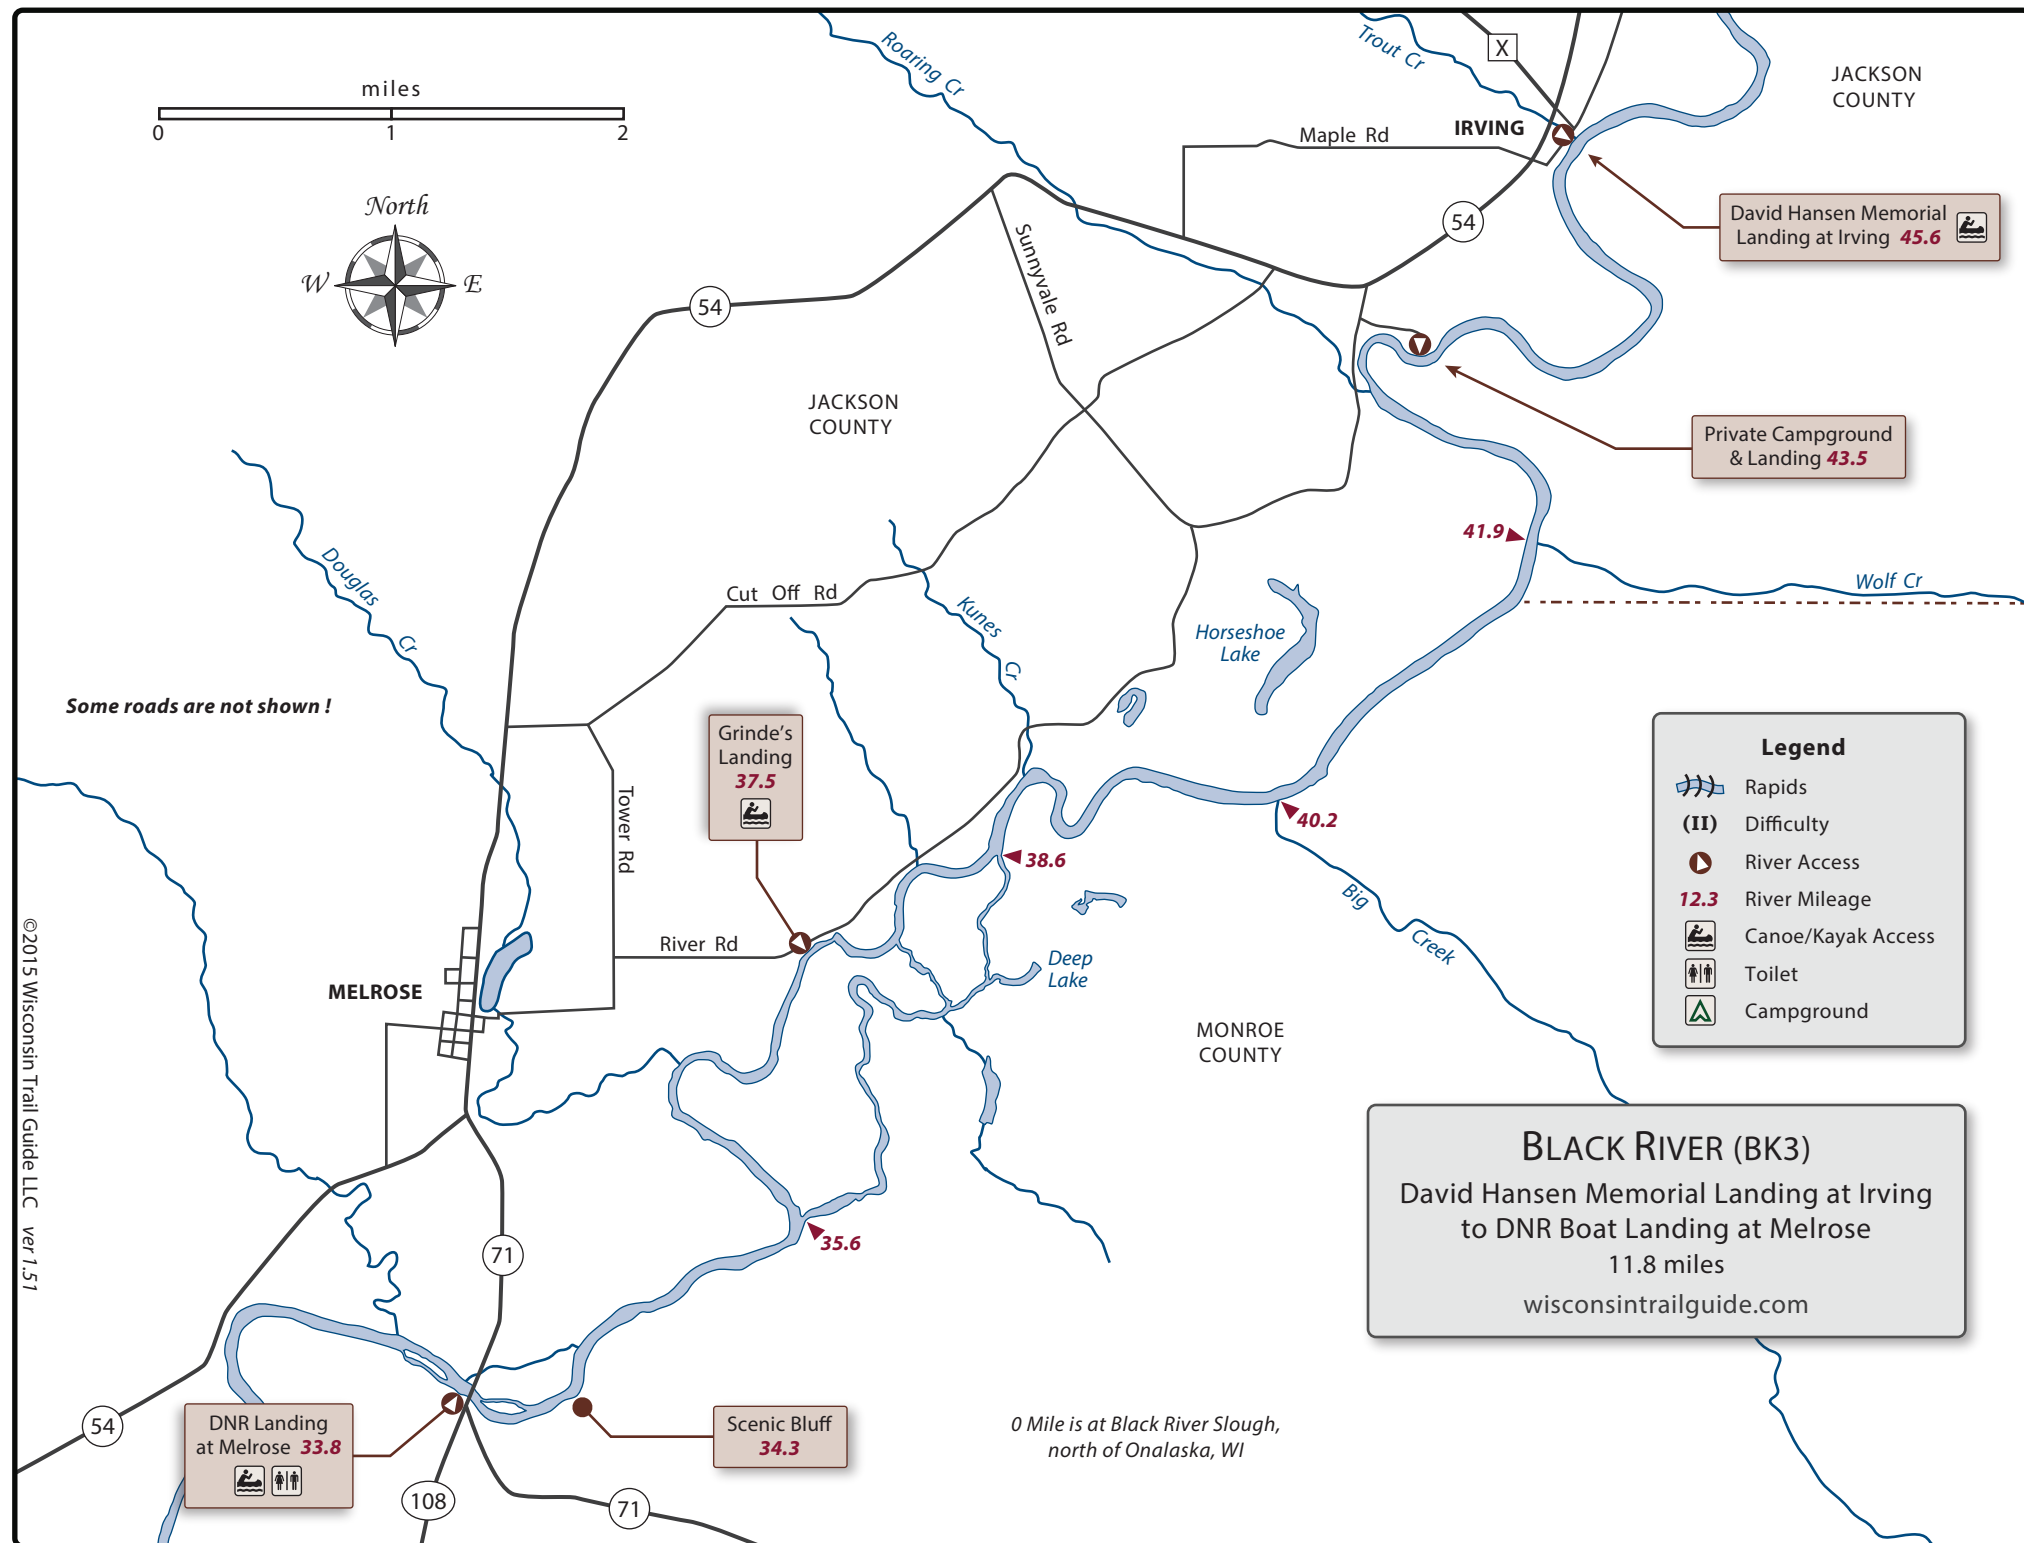 miles
0 1 2
North
W E
Roaring Cr
Trout Cr
X
JACKSON
COUNTY
Maple Rd
IRVING
54
David Hansen Memorial
Landing at Irving 45.6
Sunnyvale Rd
54
JACKSON
COUNTY
Private Campground
& Landing 43.5
41.9
Wolf Cr
Douglas
Cr
Cut Off Rd
Kunes
Cr
Horseshoe
Lake
Some roads are not shown !
Grinde's
Landing
37.5
Tower Rd
40.2
38.6
Big
Creek
River Rd
Deep
Lake
MELROSE
MONROE
COUNTY
Legend
Rapids
(II) Difficulty
River Access
12.3 River Mileage
Canoe/Kayak Access
Toilet
Campground
©2015 Wisconsin Trail Guide LLC ver 1.51
BLACK RIVER (BK3)
David Hansen Memorial Landing at Irving
to DNR Boat Landing at Melrose
11.8 miles
wisconsintrailguide.com
35.6
71
54
DNR Landing
at Melrose 33.8
Scenic Bluff
34.3
0 Mile is at Black River Slough,
north of Onalaska, WI
108
71